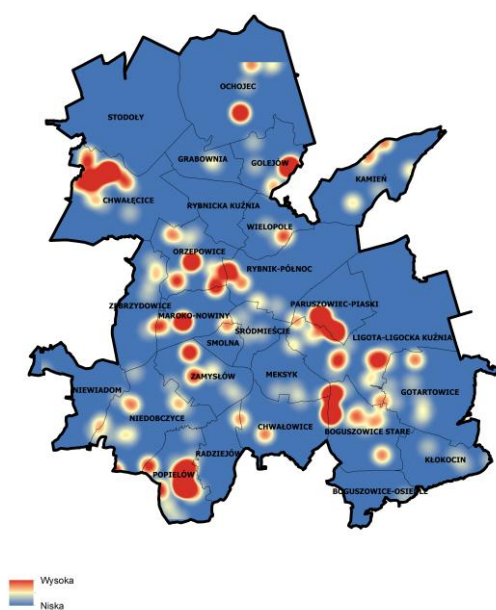 OCHOJEC
STODOŁY
GRABOWNIA
GOLEJÓW
KAMIEŃ
CHWAŁĘCICE
RYBNICKA KUŹNIA
WIELOPOLE
ORZEPOWICE
RYBNIK-PÓŁNOC
ZEBRZYDOWICE
PARUSZOWIEC-PIASKI
MAROKO-NOWINY
ŚRÓDMIEŚCIE
LIGOTA-LIGOCKA KUŹNIA
SMOLNA
ZAMYSŁÓW
MEKSYK
NIEWIADOM
GOTARTOWICE
NIEDOBCZYCE
CHWAŁOWICE
BOGUSZOWICE STARE
RADZIEJÓW
KŁOKOCIN
POPIELÓW
BOGUSZOWICE-OSIEDLE
Wysoka
Niska